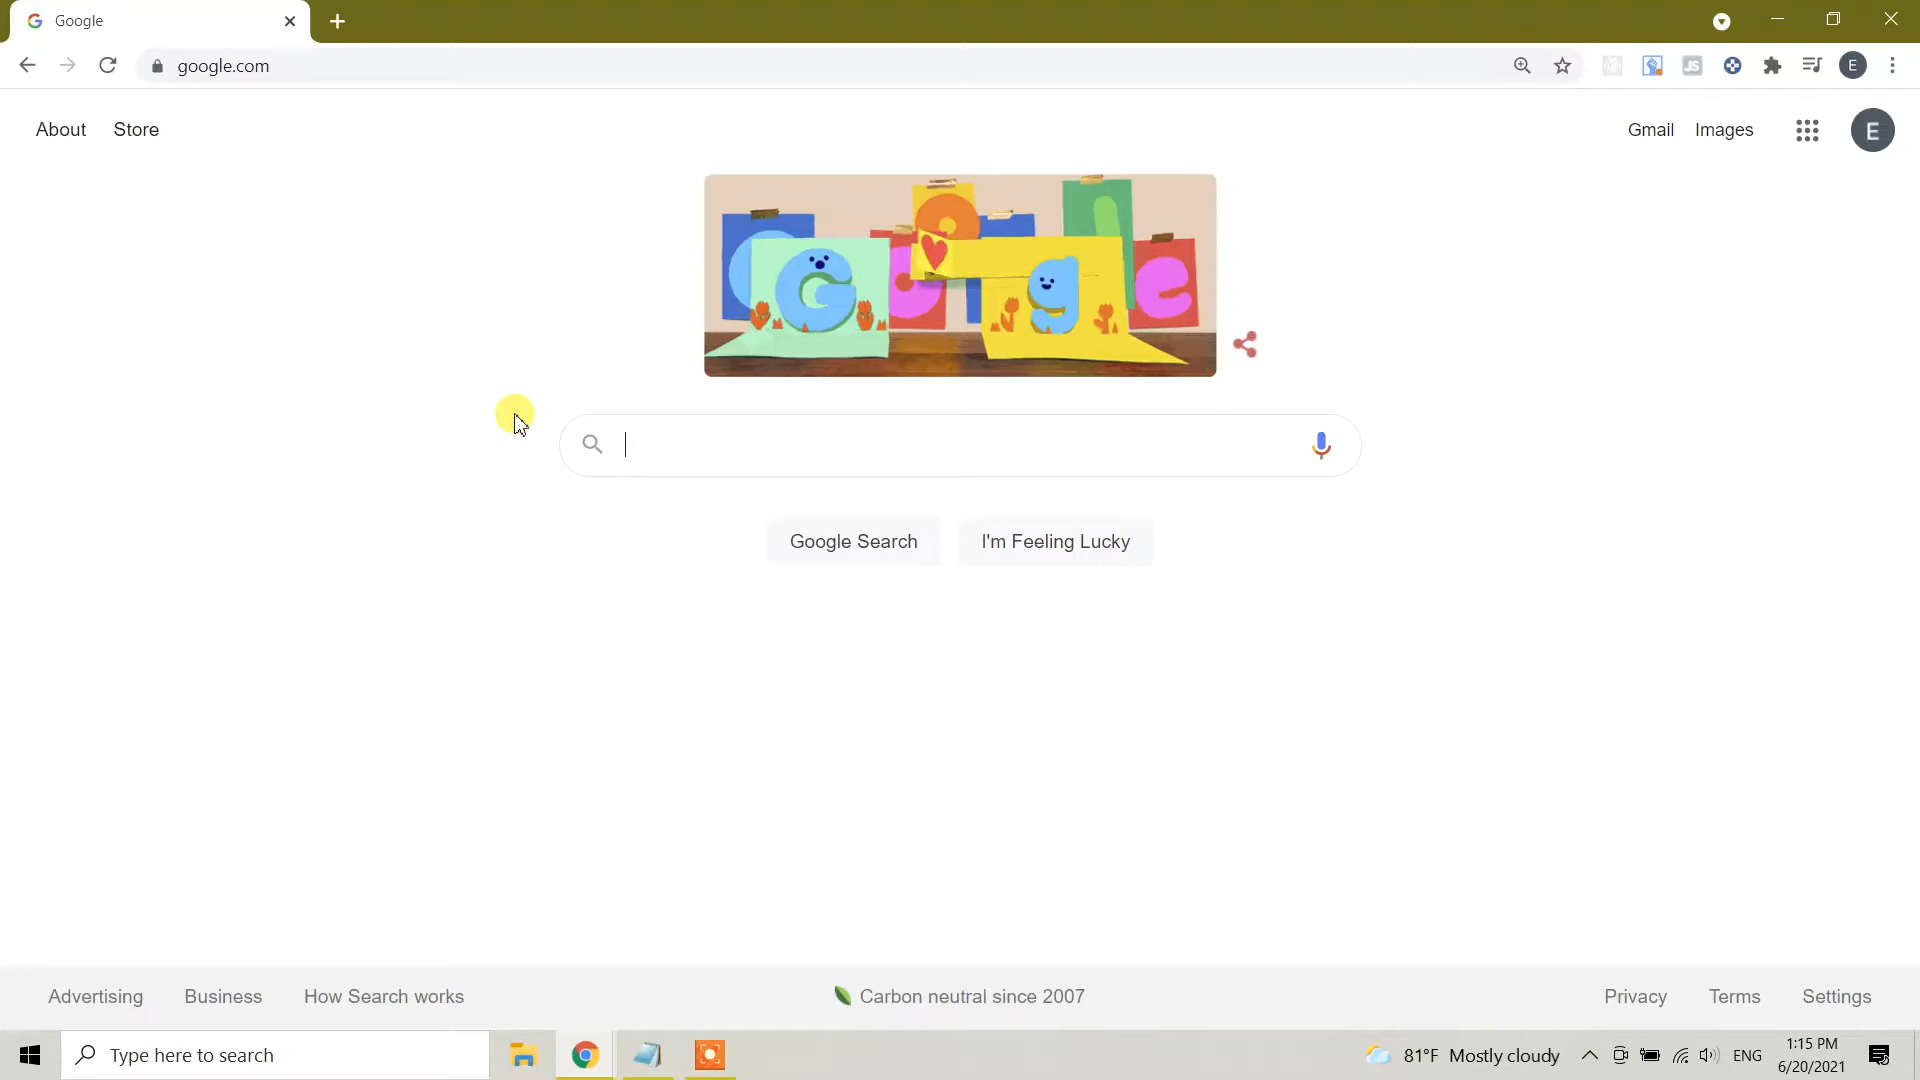 Google
google.com
E
About
Store
Gmail
Images
E
Google
Google Search
I'm Feeling Lucky
Advertising
Business
How Search works
Carbon neutral since 2007
Privacy
Terms
Settings
Type here to search
81°F Mostly cloudy
ENG
1:15 PM
6/20/2021